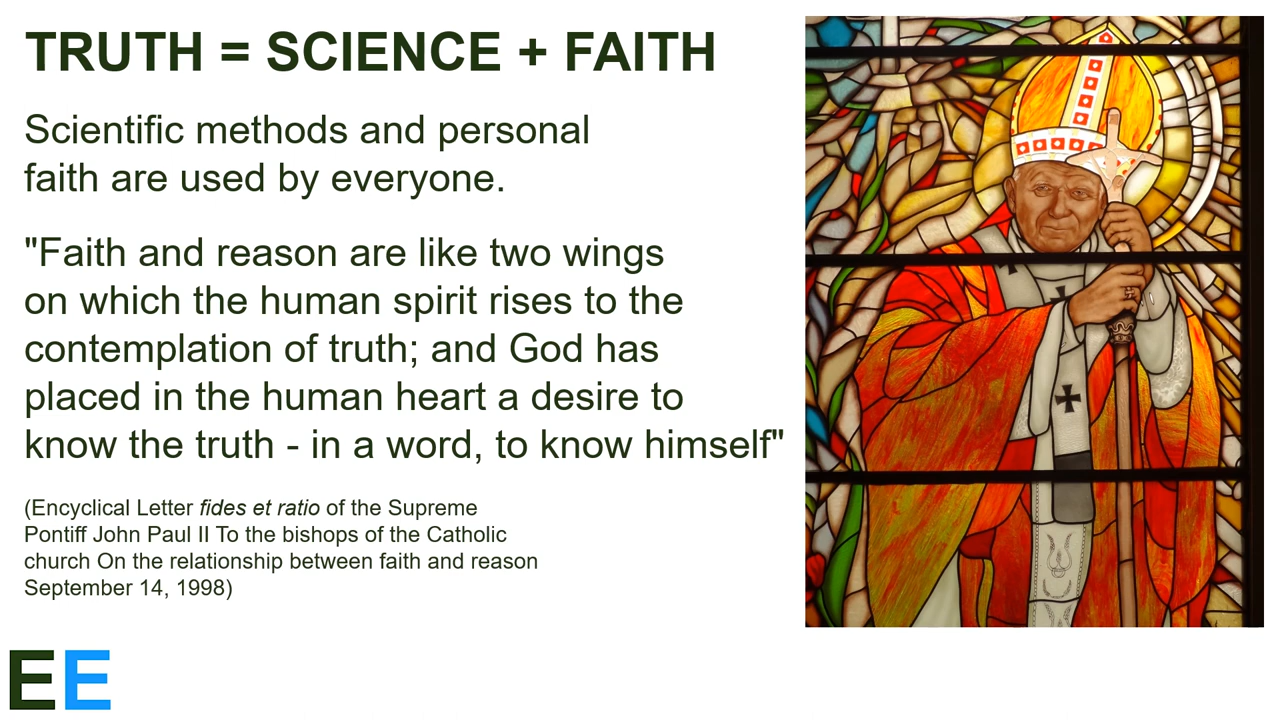 TRUTH = SCIENCE + FAITH
Scientific methods and personal
faith are used by everyone.
"Faith and reason are like two wings
on which the human spirit rises to the
contemplation of truth; and God has
placed in the human heart a desire to
know the truth - in a word, to know himself"
(Encyclical Letter fides et ratio of the Supreme
Pontiff John Paul II To the bishops of the Catholic
church On the relationship between faith and reason
September 14, 1998)
EE